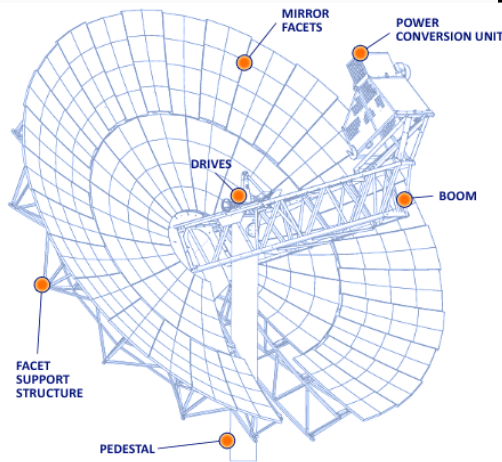 MIRROR
FACETS
POWER
CONVERSION UNIT
DRIVES
BOOM
FACET
SUPPORT
STRUCTURE
PEDESTAL